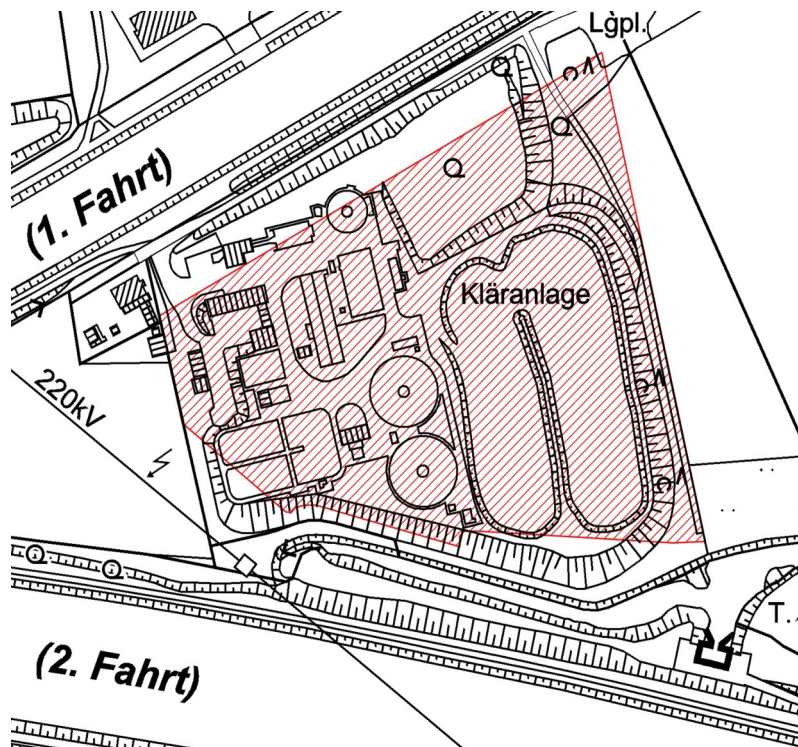 Lgpl.
(1. Fahrt)
Kläranlage
220kV
T.
(2. Fahrt)